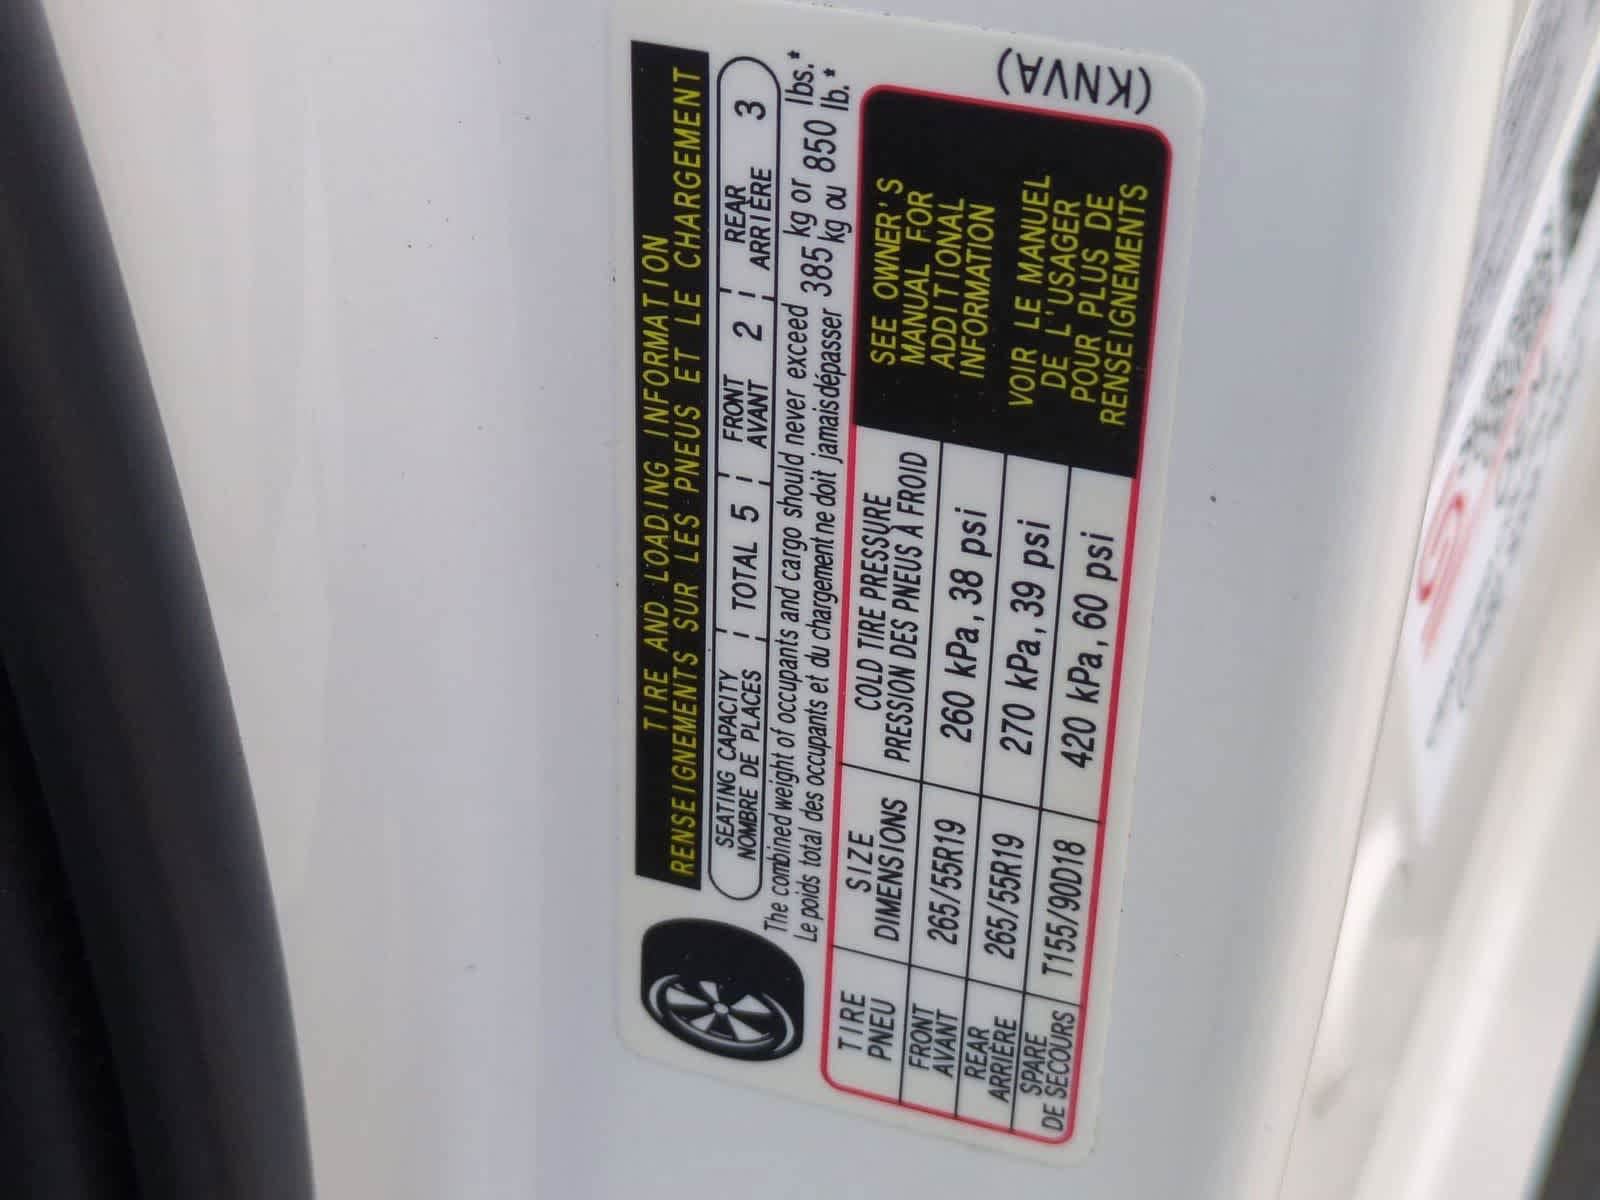 TIRE AND LOADING INFORMATION
RENSEIGNEMENTS SUR LES PNEUS ET LE CHARGEMENT
SEATING CAPACITY
NOMBRE DE PLACES
TOTAL 5
FRONT
AVANT
2
REAR
ARRIÈRE
3
The combined weight of occupants and cargo should never exceed 385 kg or 850 lbs.*
Le poids total des occupants et du chargement ne doit jamais dépasser 385 kg ou 850 lb.*
TIRE
PNEU
SIZE
DIMENSIONS
COLD TIRE PRESSURE
PRESSION DES PNEUS À FROID
FRONT
AVANT
265/55R19
260 kPa, 38 psi
REAR
ARRIÈRE
265/55R19
270 kPa, 39 psi
SPARE
DE SECOURS
T155/90D18
420 kPa, 60 psi
SEE OWNER'S
MANUAL FOR
ADDITIONAL
INFORMATION
VOIR LE MANUEL
DE L'USAGER
POUR PLUS DE
RENSEIGNEMENTS
(KNVA)